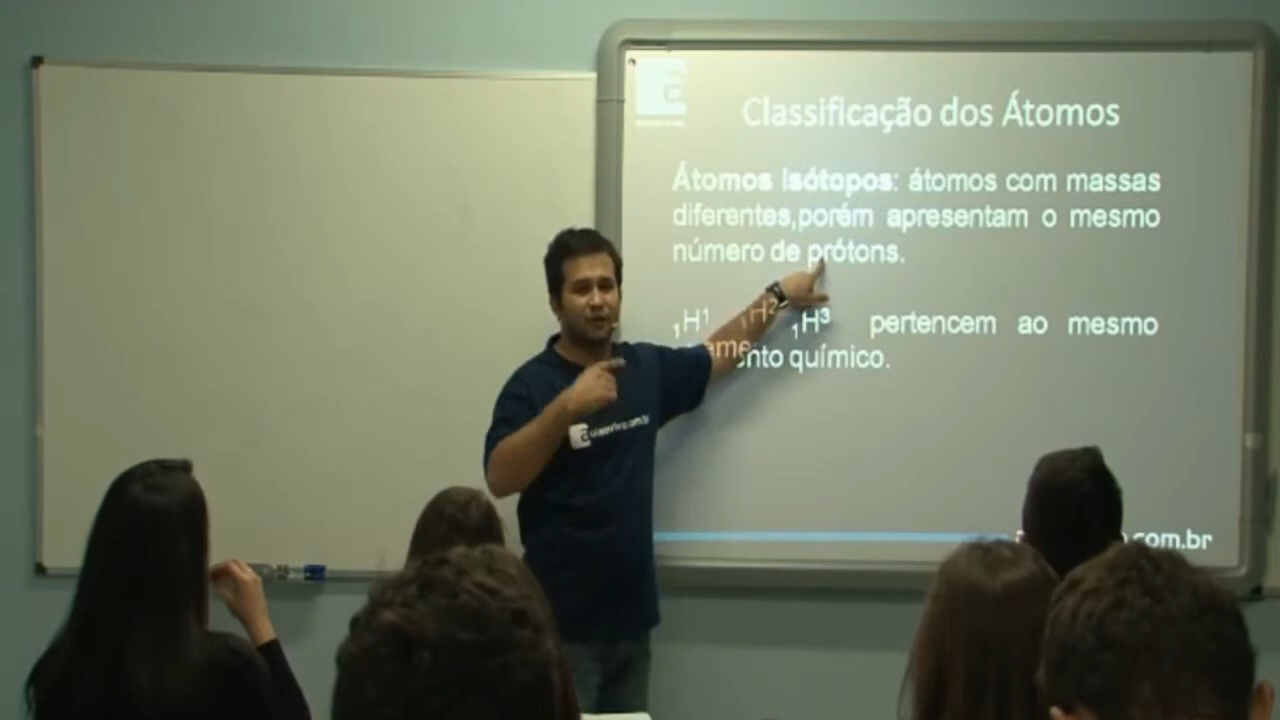 Classificação dos Átomos
Átomos Isótopos: átomos com massas
diferentes,porém apresentam o mesmo
número de prótons.
₁H¹ ₁H² ₁H³ pertencem ao mesmo
químico.
.com.br